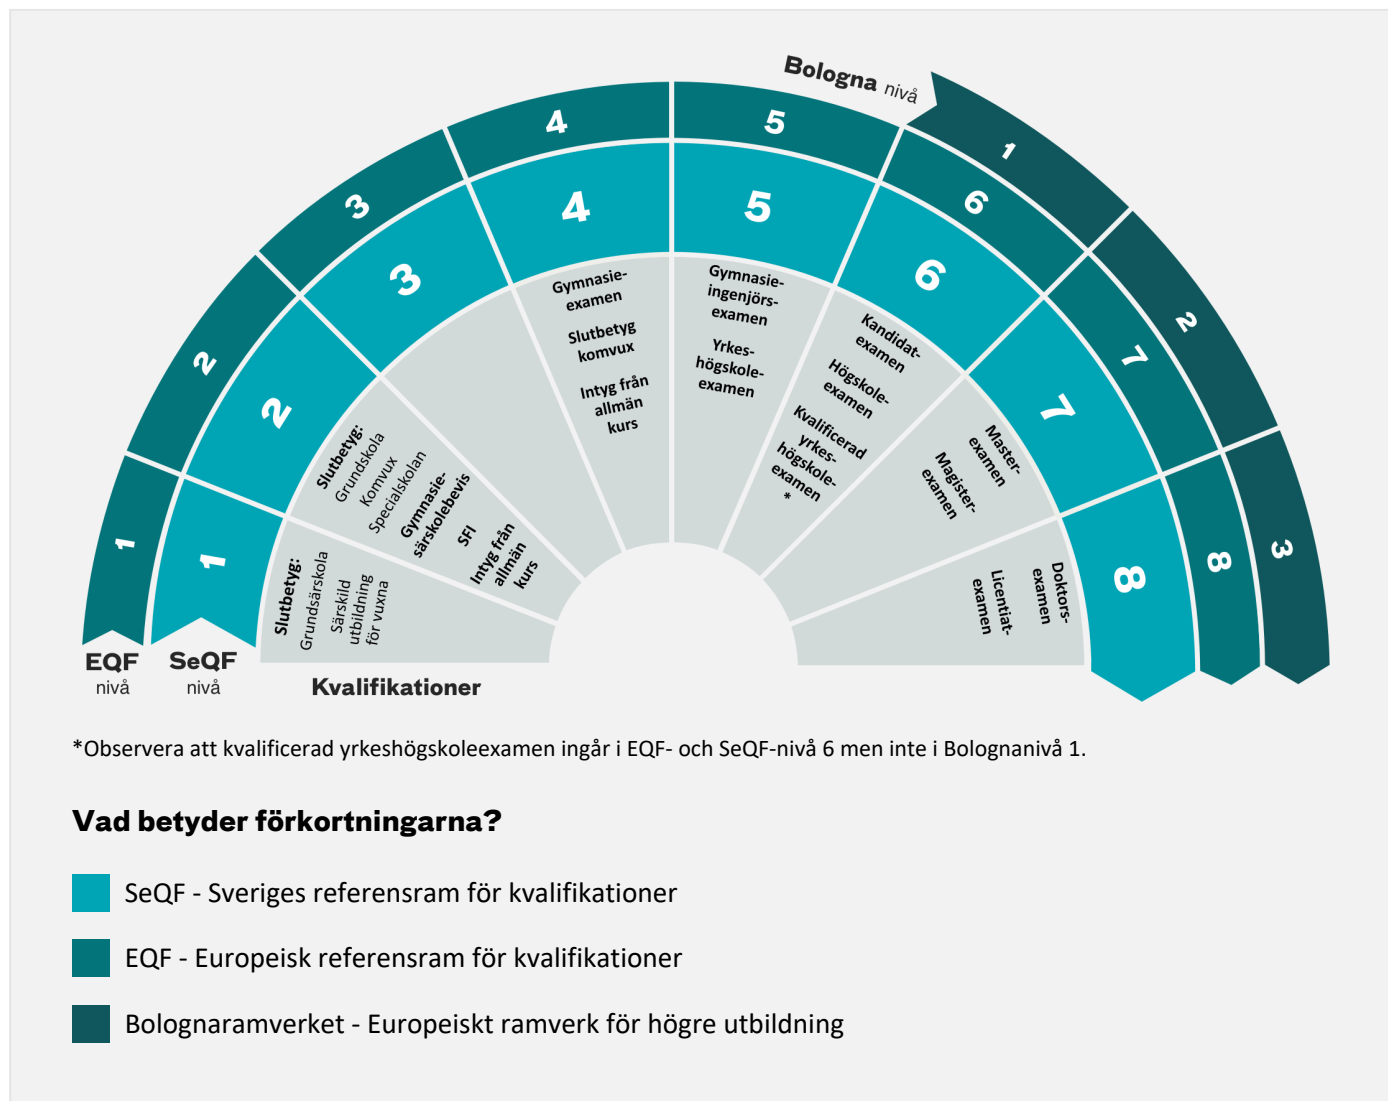 Bologna nivå
1
2
3
1
2
3
4
5
6
7
8
1
2
3
4
5
6
7
8
EQF
nivå
SeQF
nivå
Kvalifikationer
Slutbetyg:
Grundsärskola
Särskild
utbildning
för vuxna
Slutbetyg:
Grundskola
Komvux
Specialskolan
Gymnasie-
särskolebevis
SFI
Intyg från
allmän
kurs
Gymnasie-
examen
Slutbetyg
komvux
Intyg från
allmän
kurs
Gymnasie-
ingenjörs-
examen
Yrkes-
högskole-
examen
Kandidat-
examen
Högskole-
examen
Kvalificerad
yrkes-
högskole-
examen
*
Master-
examen
Magister-
examen
Doktors-
examen
Licentiat-
examen
*Observera att kvalificerad yrkeshögskoleexamen ingår i EQF- och SeQF-nivå 6 men inte i Bolognanivå 1.
Vad betyder förkortningarna?
SeQF - Sveriges referensram för kvalifikationer
EQF - Europeisk referensram för kvalifikationer
Bolognaramverket - Europeiskt ramverk för högre utbildning